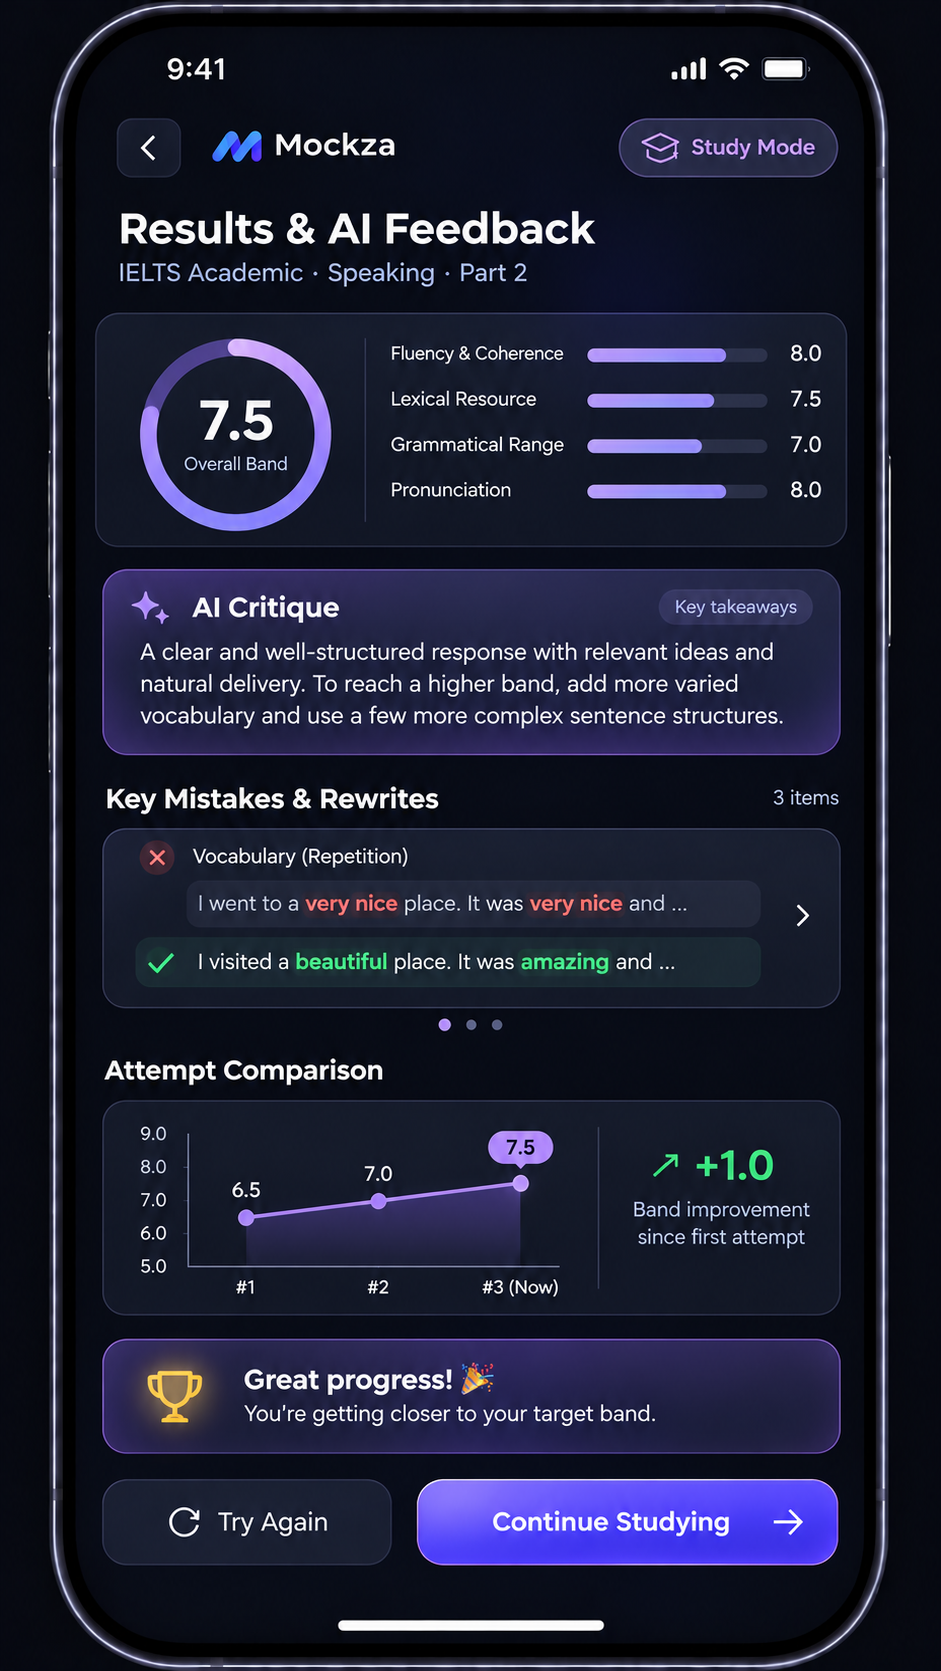 9:41
Mockza
Study Mode
Results & AI Feedback
IELTS Academic · Speaking · Part 2
7.5
Overall Band
Fluency & Coherence 8.0
Lexical Resource 7.5
Grammatical Range 7.0
Pronunciation 8.0
AI Critique
Key takeaways
A clear and well-structured response with relevant ideas and
natural delivery. To reach a higher band, add more varied
vocabulary and use a few more complex sentence structures.
Key Mistakes & Rewrites
3 items
Vocabulary (Repetition)
I went to a very nice place. It was very nice and ...
I visited a beautiful place. It was amazing and ...
Attempt Comparison
9.0
8.0
7.0
6.0
5.0
6.5
7.0
7.5
#1
#2
#3 (Now)
+1.0
Band improvement
since first attempt
Great progress! 🎉
You're getting closer to your target band.
Try Again
Continue Studying